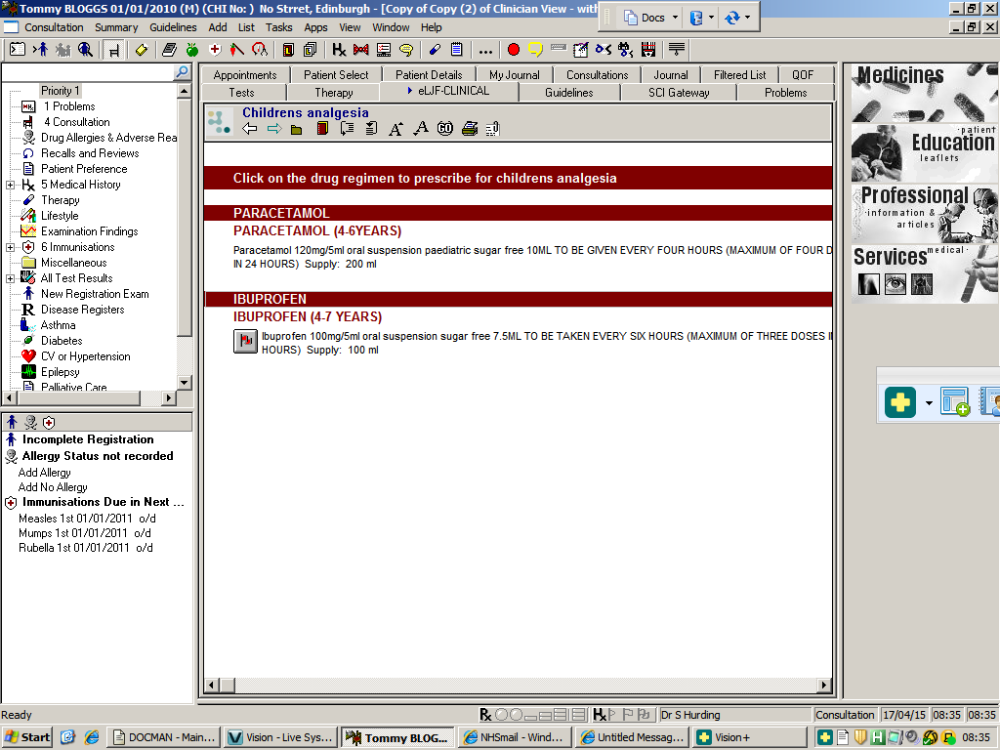 Tommy BLOGGS 01/01/2010 (M) (CHI No: ) No Strret, Edinburgh - [Copy of Copy (2) of Clinician View - with
Docs
Consultation Summary Guidelines Add List Tasks Apps View Window Help
Appointments Patient Select Patient Details My Journal Consultations Journal Filtered List QOF
Tests Therapy eLJF-CLINICAL Guidelines SCI Gateway Problems
Priority 1
1 Problems
4 Consultation
Drug Allergies & Adverse Rea
Recalls and Reviews
Patient Preference
5 Medical History
Therapy
Lifestyle
Examination Findings
6 Immunisations
Miscellaneous
All Test Results
New Registration Exam
Disease Registers
Asthma
Diabetes
CV or Hypertension
Epilepsy
Palliative Care
Incomplete Registration
Allergy Status not recorded
Add Allergy
Add No Allergy
Immunisations Due in Next ...
Measles 1st 01/01/2011 o/d
Mumps 1st 01/01/2011 o/d
Rubella 1st 01/01/2011 o/d
Childrens analgesia
Click on the drug regimen to prescribe for childrens analgesia
PARACETAMOL
PARACETAMOL (4-6YEARS)
Paracetamol 120mg/5ml oral suspension paediatric sugar free 10ML TO BE GIVEN EVERY FOUR HOURS (MAXIMUM OF FOUR D
IN 24 HOURS) Supply: 200 ml
IBUPROFEN
IBUPROFEN (4-7 YEARS)
Ibuprofen 100mg/5ml oral suspension sugar free 7.5ML TO BE TAKEN EVERY SIX HOURS (MAXIMUM OF THREE DOSES I
HOURS) Supply: 100 ml
Medicines
patient
Education
leaflets
Professional
information &
articles
Services
medical
Ready
Dr S Hurding
Consultation 17/04/15 08:35 08:35
Start
DOCMAN - Main...
Vision - Live Sys...
Tommy BLOG...
NHSmail - Wind...
Untitled Messag...
Vision+
08:35